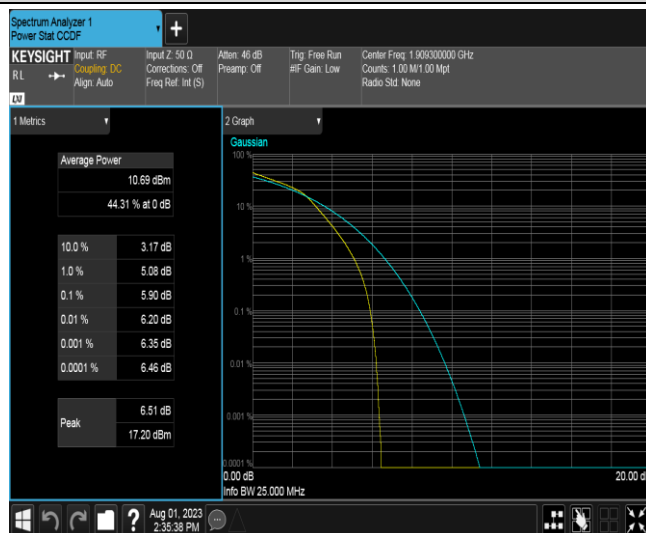 Spectrum Analyzer 1
Power Stat CCDF
+
KEYSIGHT
RL
LXI
Input: RF
Coupling: DC
Align: Auto
Input Z: 50 Ω
Corrections: Off
Freq Ref: Int (S)
Atten: 46 dB
Preamp: Off
Trig: Free Run
#IF Gain: Low
Center Freq: 1.909300000 GHz
Counts: 1.00 M/1.00 Mpt
Radio Std: None
1 Metrics
Average Power
10.69 dBm
44.31 % at 0 dB
10.0 % 3.17 dB
1.0 % 5.08 dB
0.1 % 5.90 dB
0.01 % 6.20 dB
0.001 % 6.35 dB
0.0001 % 6.46 dB
Peak
6.51 dB
17.20 dBm
2 Graph
Gaussian
100 %
10 %
1 %
0.1 %
0.01 %
0.001 %
0.0001 %
0.00 dB
20.00 d
Info BW 25.000 MHz
?
Aug 01, 2023
2:35:38 PM